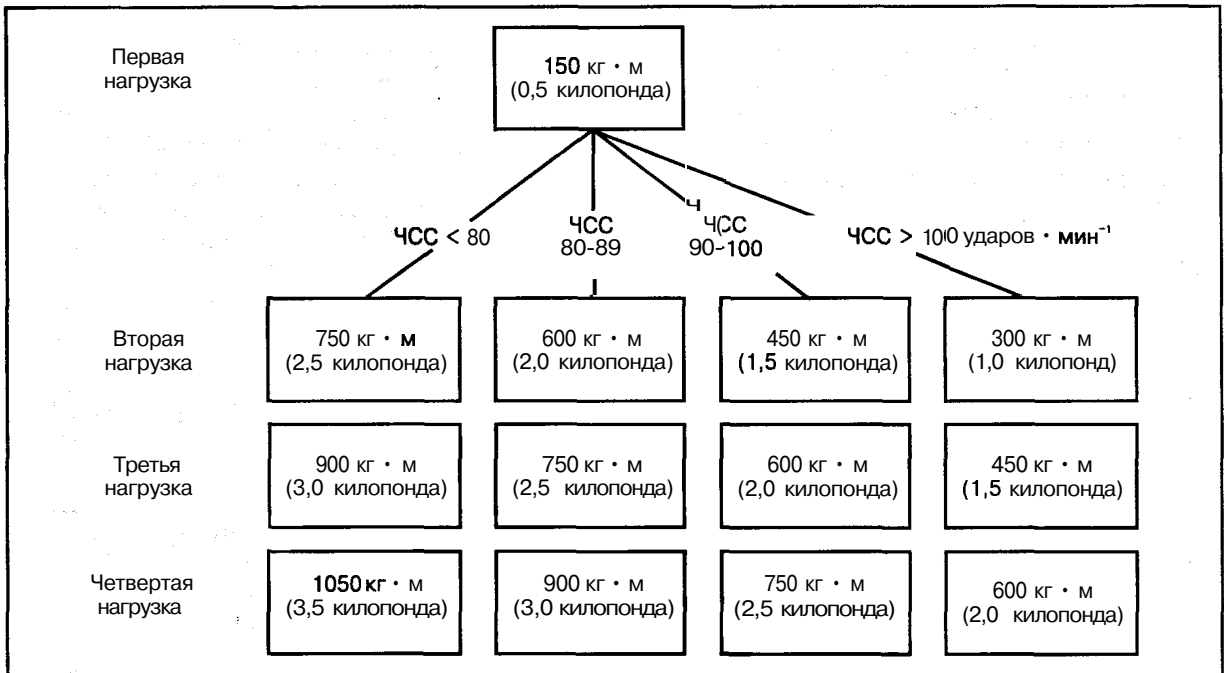 Первая
нагрузка
150 кг · м
(0,5 килопонда)
ЧСС < 80
ЧСС
80-89
Ч
ЧСС
90-100
ЧСС > 100 ударов · мин⁻¹
Вторая
нагрузка
750 кг · м
(2,5 килопонда)
600 кг · м
(2,0 килопонда)
450 кг · м
(1,5 килопонда)
300 кг · м
(1,0 килопонд)
Третья
нагрузка
900 кг · м
(3,0 килопонда)
750 кг · м
(2,5 килопонда)
600 кг · м
(2,0 килопонда)
450 кг · м
(1,5 килопонда)
Четвертая
нагрузка
1050 кг · м
(3,5 килопонда)
900 кг · м
(3,0 килопонда)
750 кг · м
(2,5 килопонда)
600 кг · м
(2,0 килопонда)